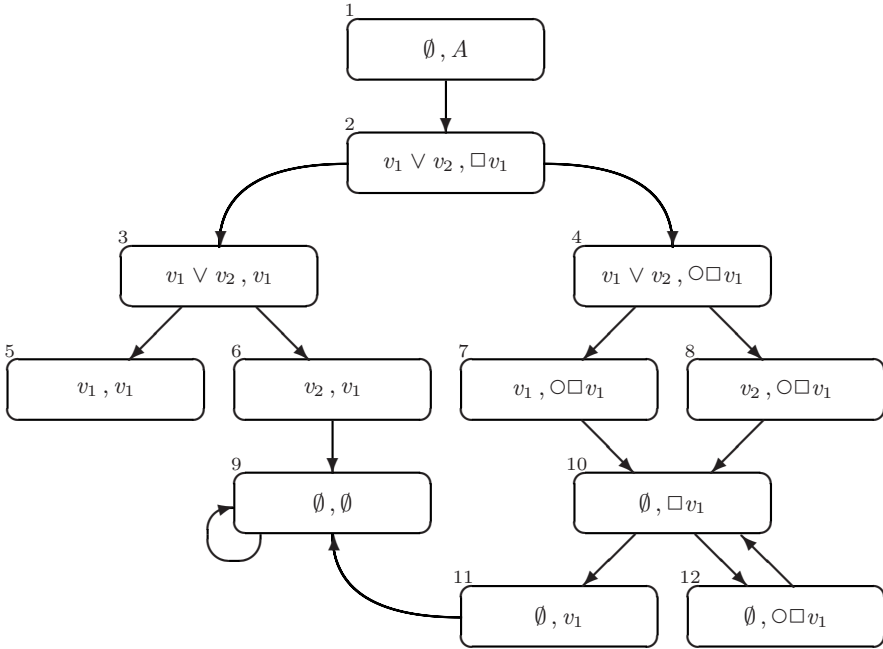 1
∅ , A
2
v₁ ∨ v₂ , □ v₁
3
v₁ ∨ v₂ , v₁
4
v₁ ∨ v₂ , ○□ v₁
5
v₁ , v₁
6
v₂ , v₁
7
v₁ , ○□ v₁
8
v₂ , ○□ v₁
9
∅ , ∅
10
∅ , □ v₁
11
∅ , v₁
12
∅ , ○□ v₁